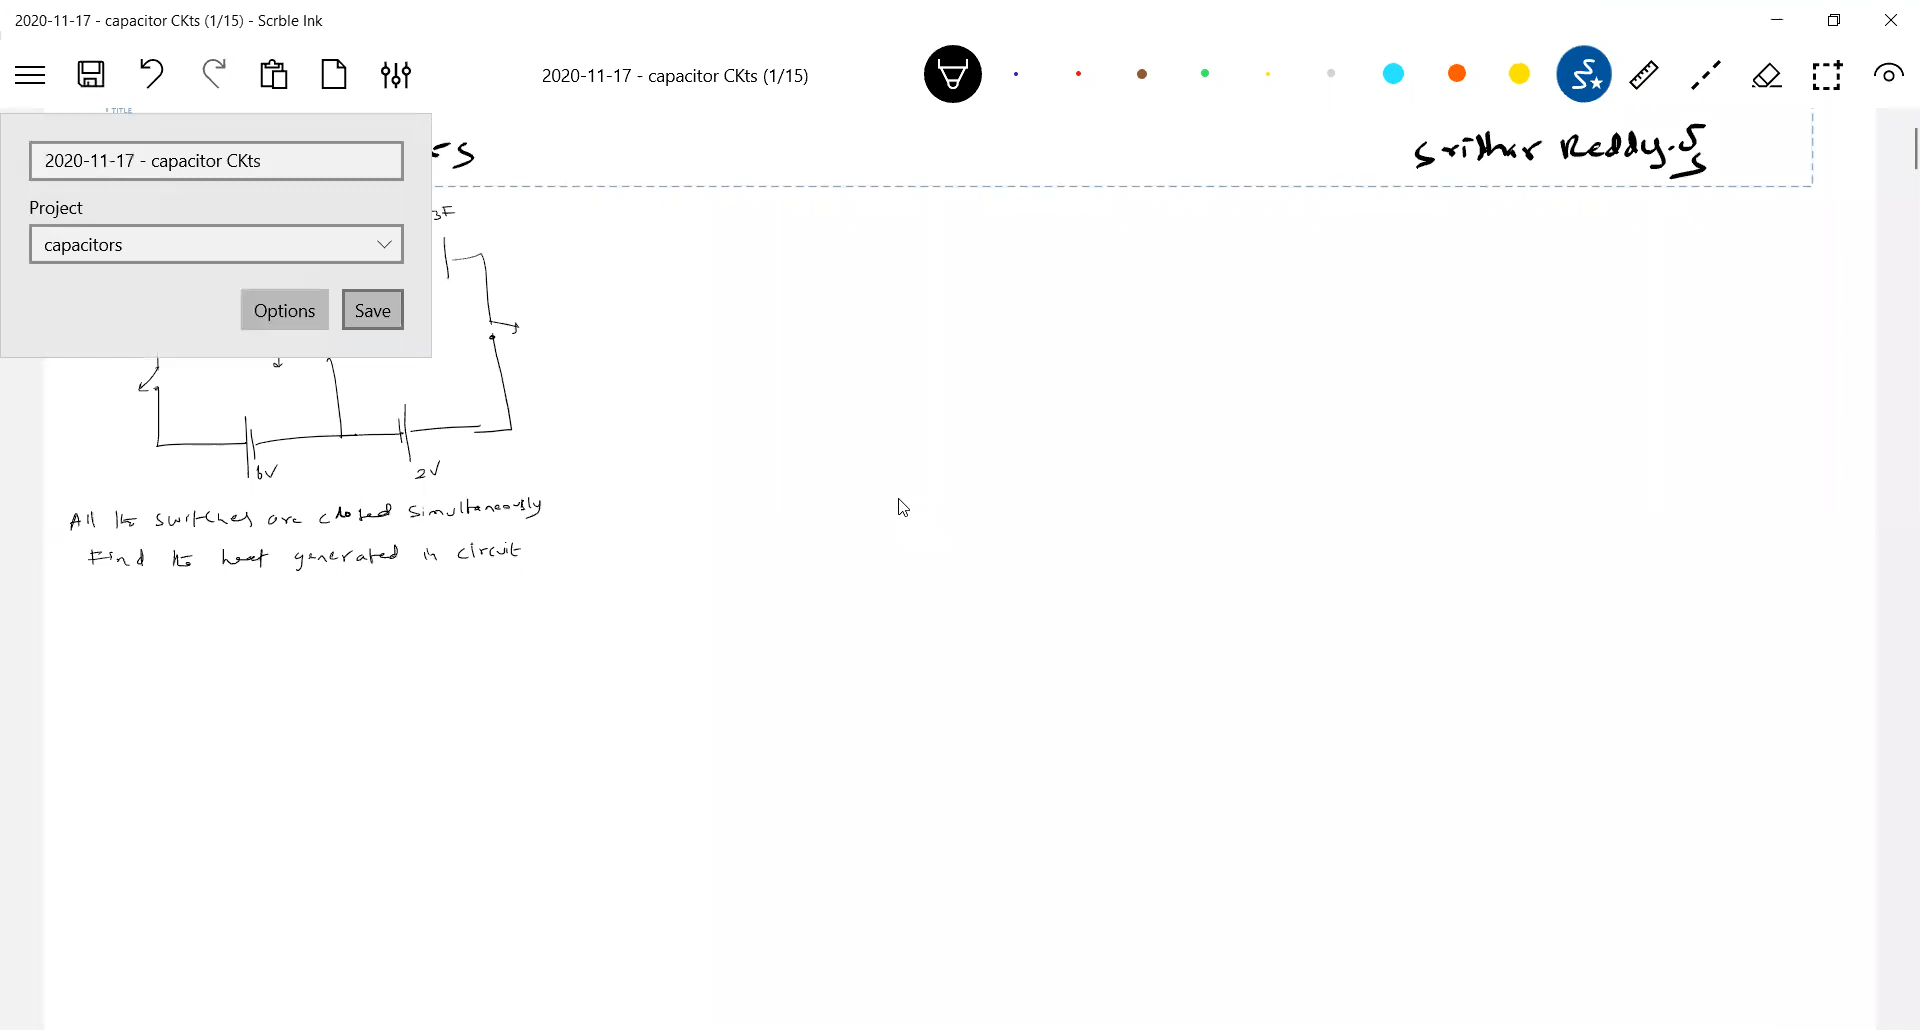 2020-11-17 - capacitor CKts (1/15) - Scrble Ink
2020-11-17 - capacitor CKts (1/15)
TITLE
2020-11-17 - capacitor CKts
Srithar Reddy.S
Project
3F
capacitors
Options
Save
6V
2V
All the switches are closed simultaneously
Find the heat generated in circuit